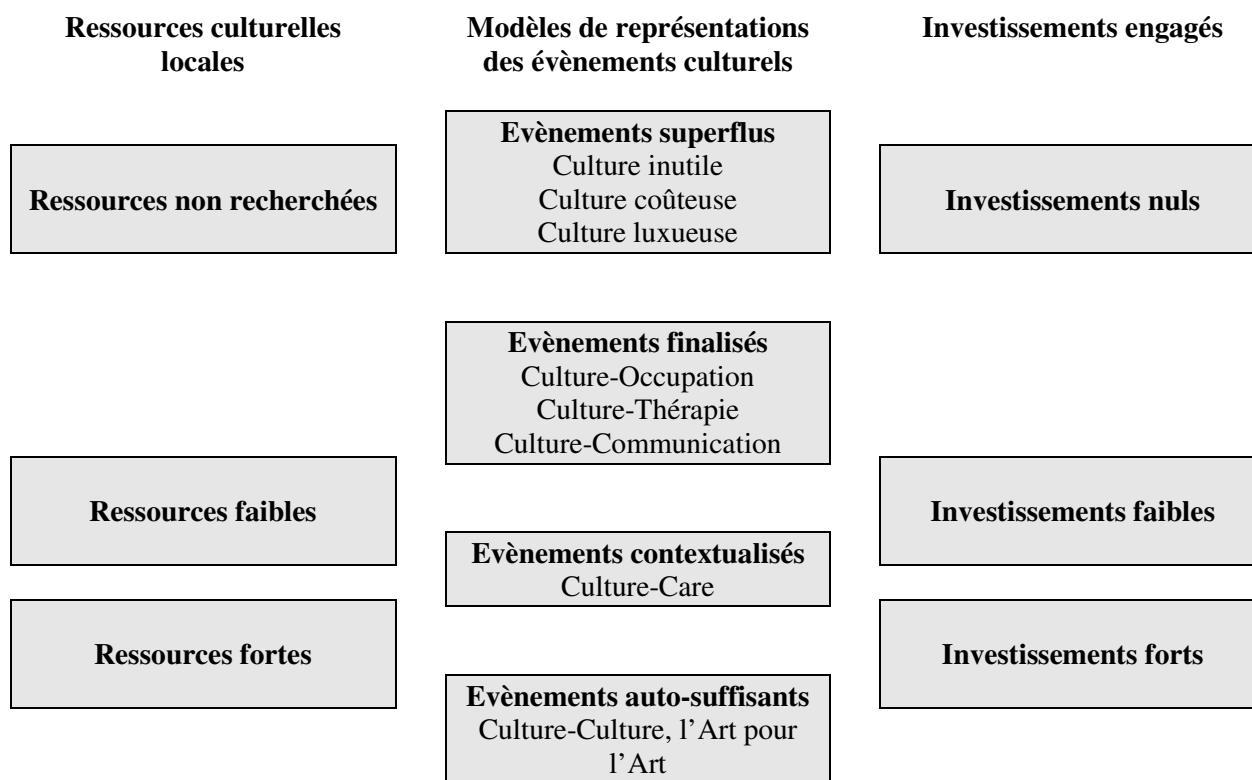 Ressources culturelles
locales
Modèles de représentations
des évènements culturels
Investissements engagés
Ressources non recherchées
Evènements superflus
Culture inutile
Culture coûteuse
Culture luxueuse
Investissements nuls
Evènements finalisés
Culture-Occupation
Culture-Thérapie
Culture-Communication
Ressources faibles
Investissements faibles
Evènements contextualisés
Culture-Care
Ressources fortes
Investissements forts
Evènements auto-suffisants
Culture-Culture, l’Art pour
l’Art